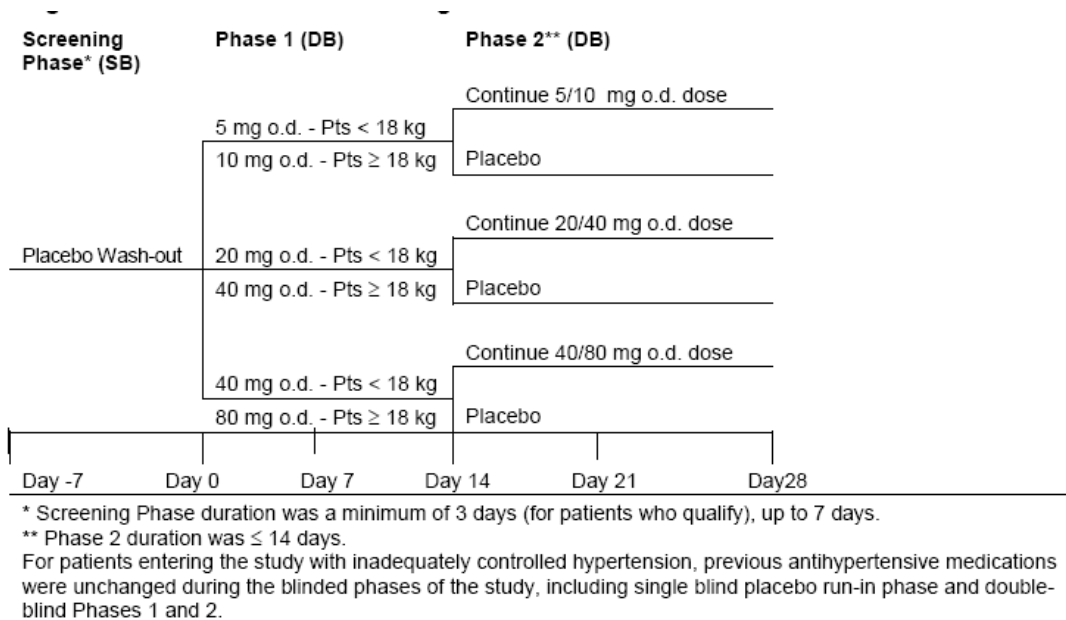 Screening Phase* (SB)
Phase 1 (DB)
Phase 2** (DB)
Continue 5/10 mg o.d. dose
5 mg o.d. - Pts < 18 kg
10 mg o.d. - Pts ≥ 18 kg
Placebo
Continue 20/40 mg o.d. dose
Placebo Wash-out
20 mg o.d. - Pts < 18 kg
40 mg o.d. - Pts ≥ 18 kg
Placebo
Continue 40/80 mg o.d. dose
40 mg o.d. - Pts < 18 kg
80 mg o.d. - Pts ≥ 18 kg
Placebo
Day -7
Day 0
Day 7
Day 14
Day 21
Day28
* Screening Phase duration was a minimum of 3 days (for patients who qualify), up to 7 days.
** Phase 2 duration was ≤ 14 days.
For patients entering the study with inadequately controlled hypertension, previous antihypertensive medications
were unchanged during the blinded phases of the study, including single blind placebo run-in phase and double-
blind Phases 1 and 2.